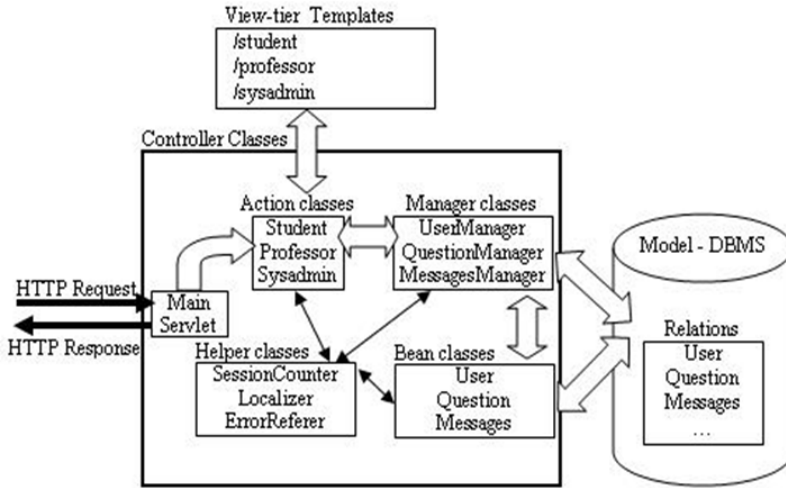 View-tier Templates
/student
/professor
/sysadmin
Controller Classes
Action classes
Student
Professor
Sysadmin
Manager classes
UserManager
QuestionManager
MessagesManager
Model - DBMS
HTTP Request
HTTP Response
Main
Servlet
Helper classes
SessionCounter
Localizer
ErrorReferer
Bean classes
User
Question
Messages
Relations
User
Question
Messages
...